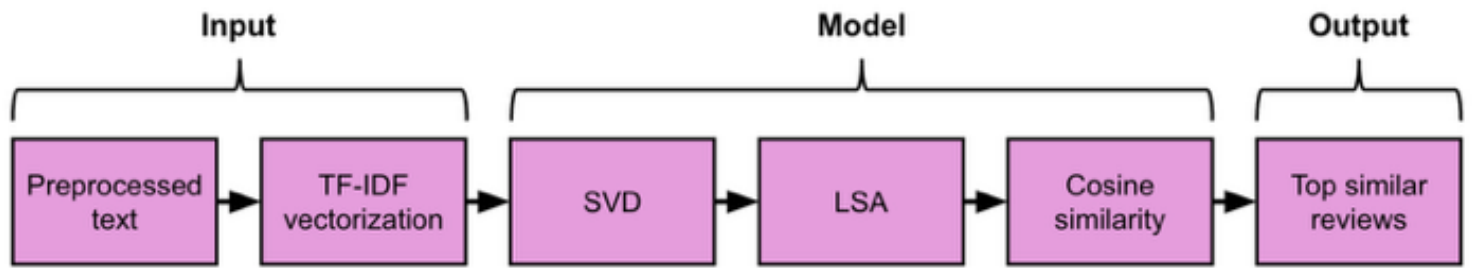 Input
Model
Output
Preprocessed
text
TF-IDF
vectorization
SVD
LSA
Cosine
similarity
Top similar
reviews